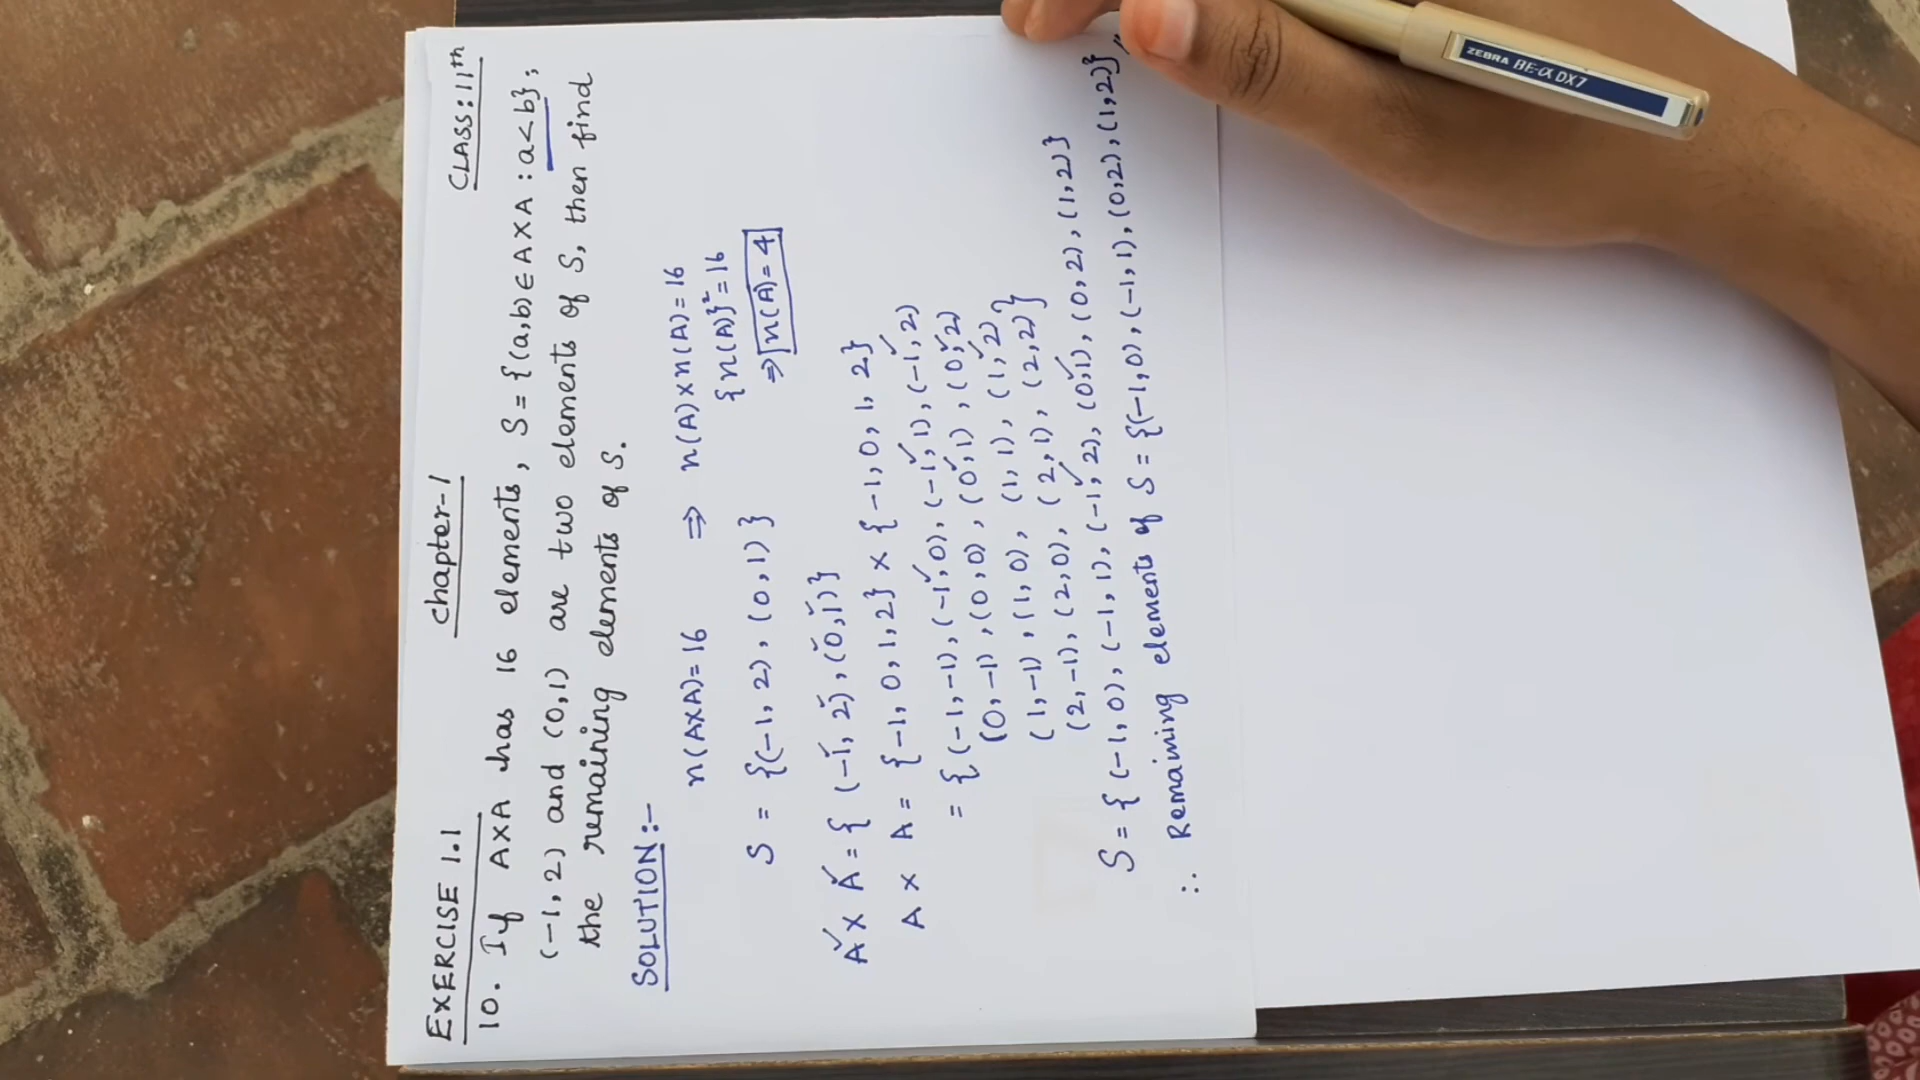 EXERCISE 1.1 Chapter-1 CLASS: 11th
10. If A×A has 16 elements, S = {(a,b) ∈ A×A : a<b};
(-1, 2) and (0,1) are two elements of S, then find
the remaining elements of S.
SOLUTION:-
n(A×A)=16 ⇒ n(A)×n(A)=16
{n(A)}²=16
S = {(-1, 2), (0,1)} ⇒ n(A)=4
A × A = {(-1, 2), (0,1)}
A × A = {-1, 0, 1, 2} × {-1, 0, 1, 2}
= {(-1,-1), (-1,0), (-1,1), (-1,2)
(0,-1), (0,0), (0,1), (0,2)
(1,-1), (1,0), (1,1), (1,2)
(2,-1), (2,0), (2,1), (2,2)}
S = {(-1,0), (-1,1), (-1,2), (0,1), (0,2), (1,2)}
∴ Remaining elements of S = {(-1,0), (-1,1), (0,2), (1,2)}
ZEBRA BE-α DX7